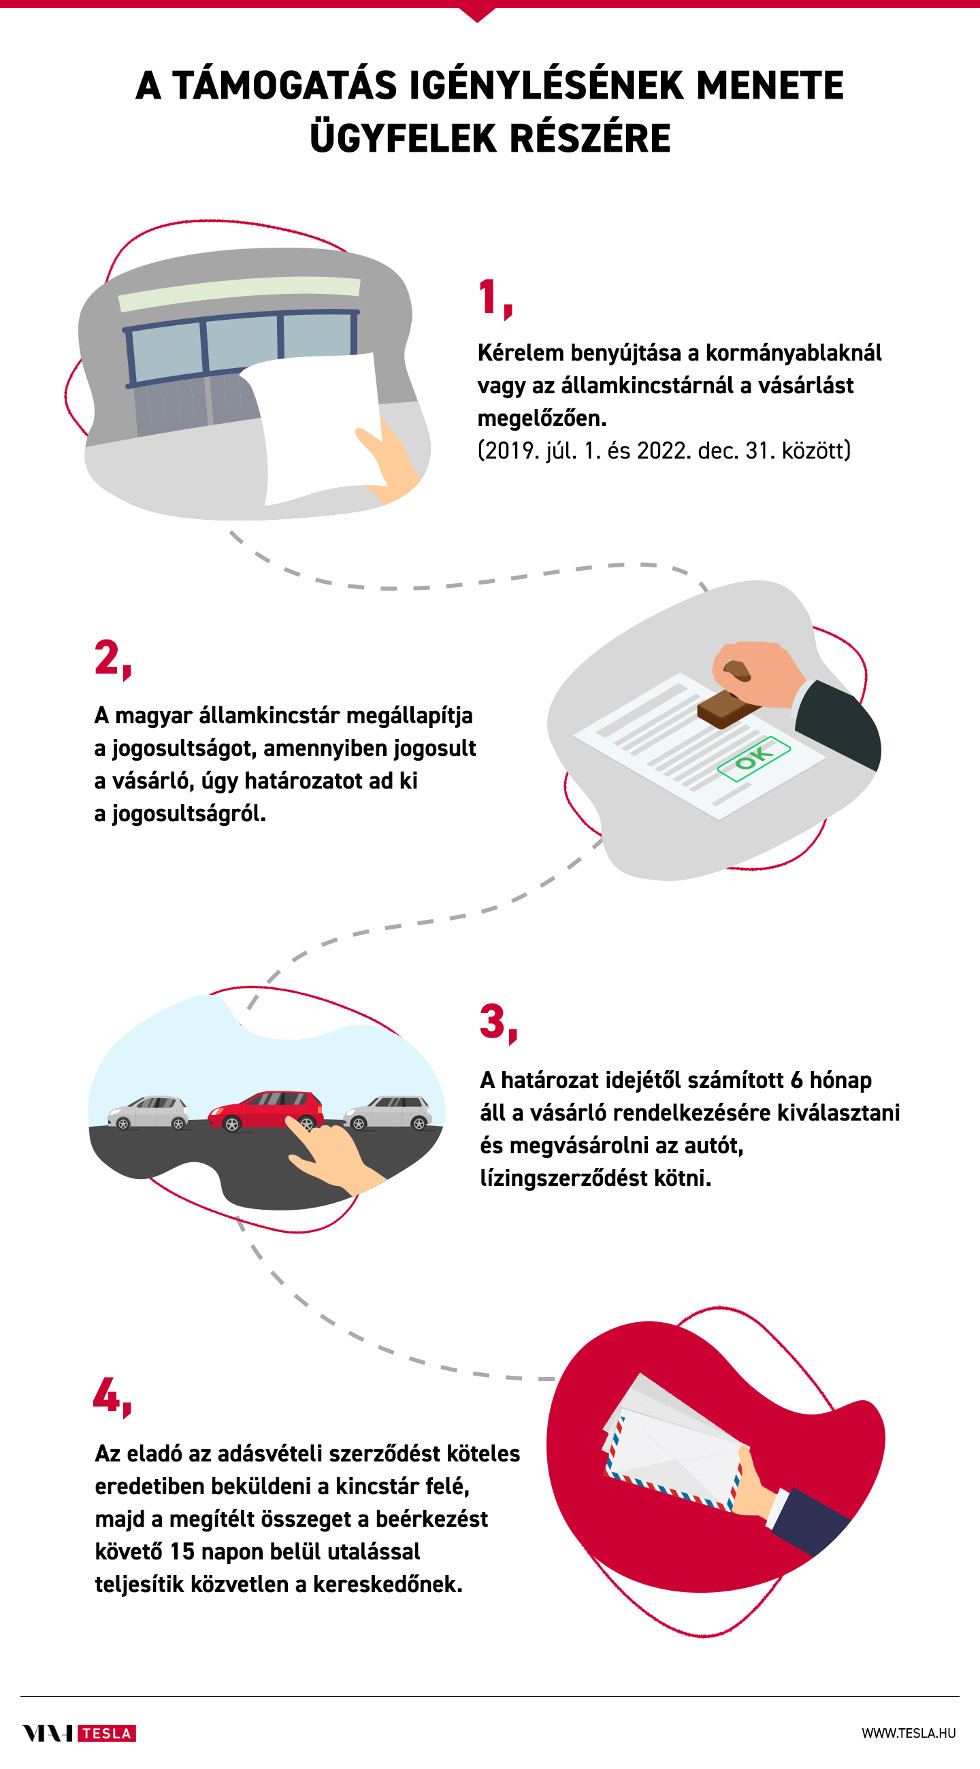 A TÁMOGATÁS IGÉNYLÉSÉNEK MENETE
ÜGYFELEK RÉSZÉRE
1,
Kérelem benyújtása a kormányablaknál
vagy az államkincstárnál a vásárlást
megelőzően.
(2019. júl. 1. és 2022. dec. 31. között)
2,
A magyar államkincstár megállapítja
a jogosultságot, amennyiben jogosult
a vásárló, úgy határozatot ad ki
a jogosultságról.
OK
3,
A határozat idejétől számított 6 hónap
áll a vásárló rendelkezésére kiválasztani
és megvásárolni az autót,
lízingszerződést kötni.
4,
Az eladó az adásvételi szerződést köteles
eredetiben beküldeni a kincstár felé,
majd a megítélt összeget a beérkezést
követő 15 napon belül utalással
teljesítik közvetlen a kereskedőnek.
TESLA
WWW.TESLA.HU